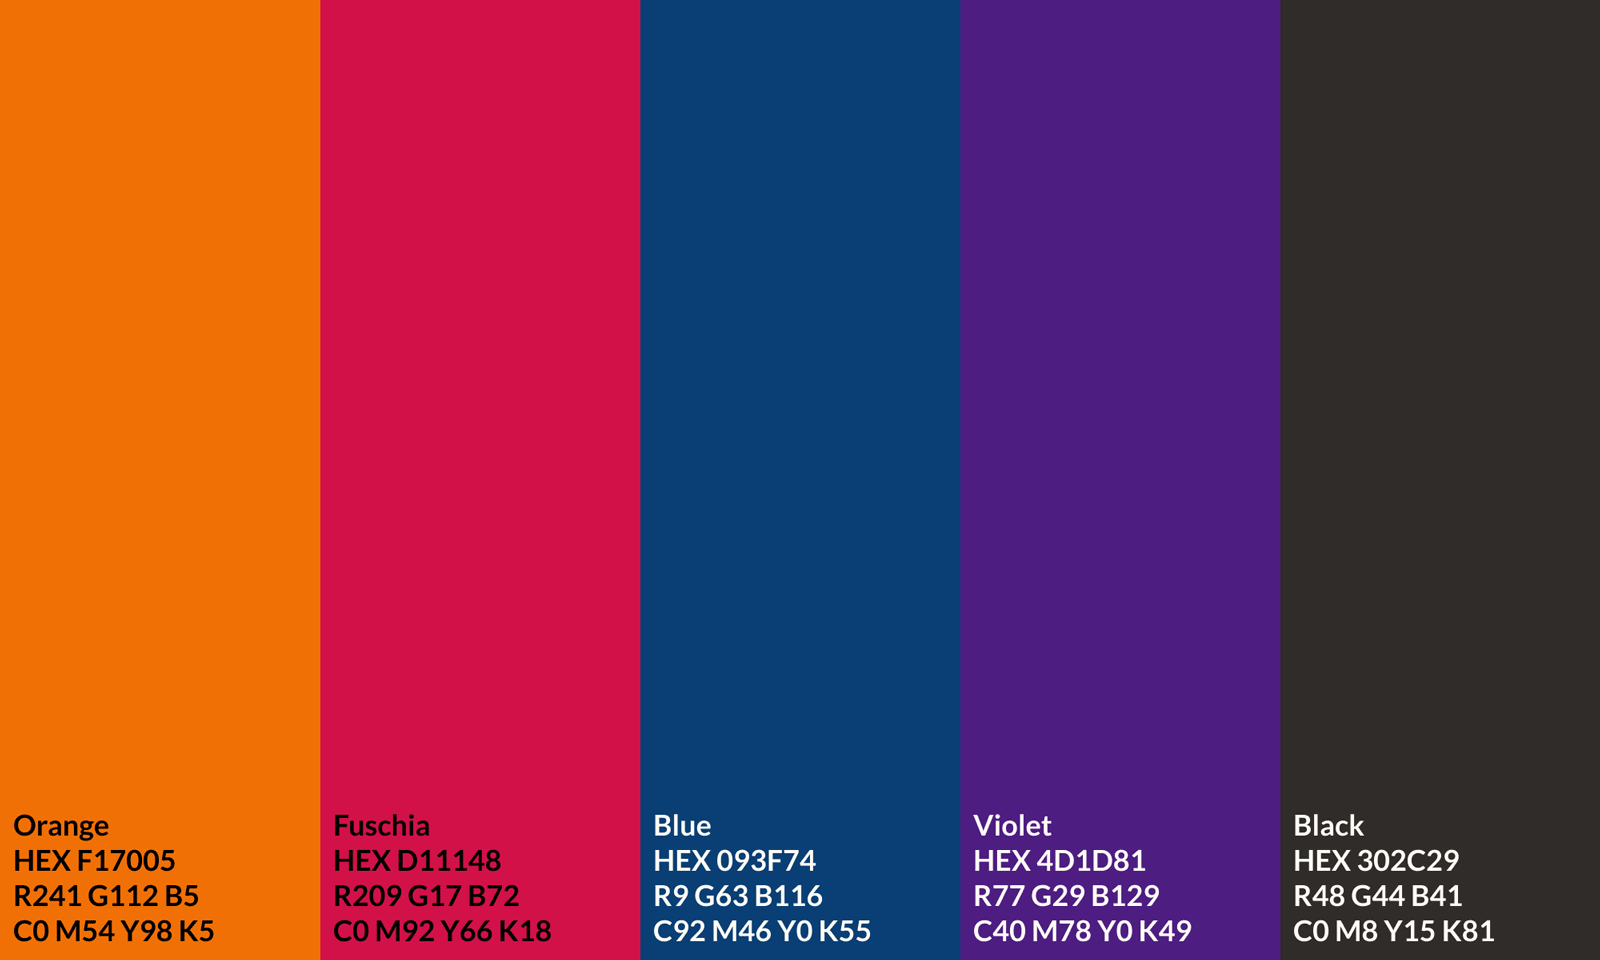 Orange
HEX F17005
R241 G112 B5
C0 M54 Y98 K5
Fuschia
HEX D11148
R209 G17 B72
C0 M92 Y66 K18
Blue
HEX 093F74
R9 G63 B116
C92 M46 Y0 K55
Violet
HEX 4D1D81
R77 G29 B129
C40 M78 Y0 K49
Black
HEX 302C29
R48 G44 B41
C0 M8 Y15 K81